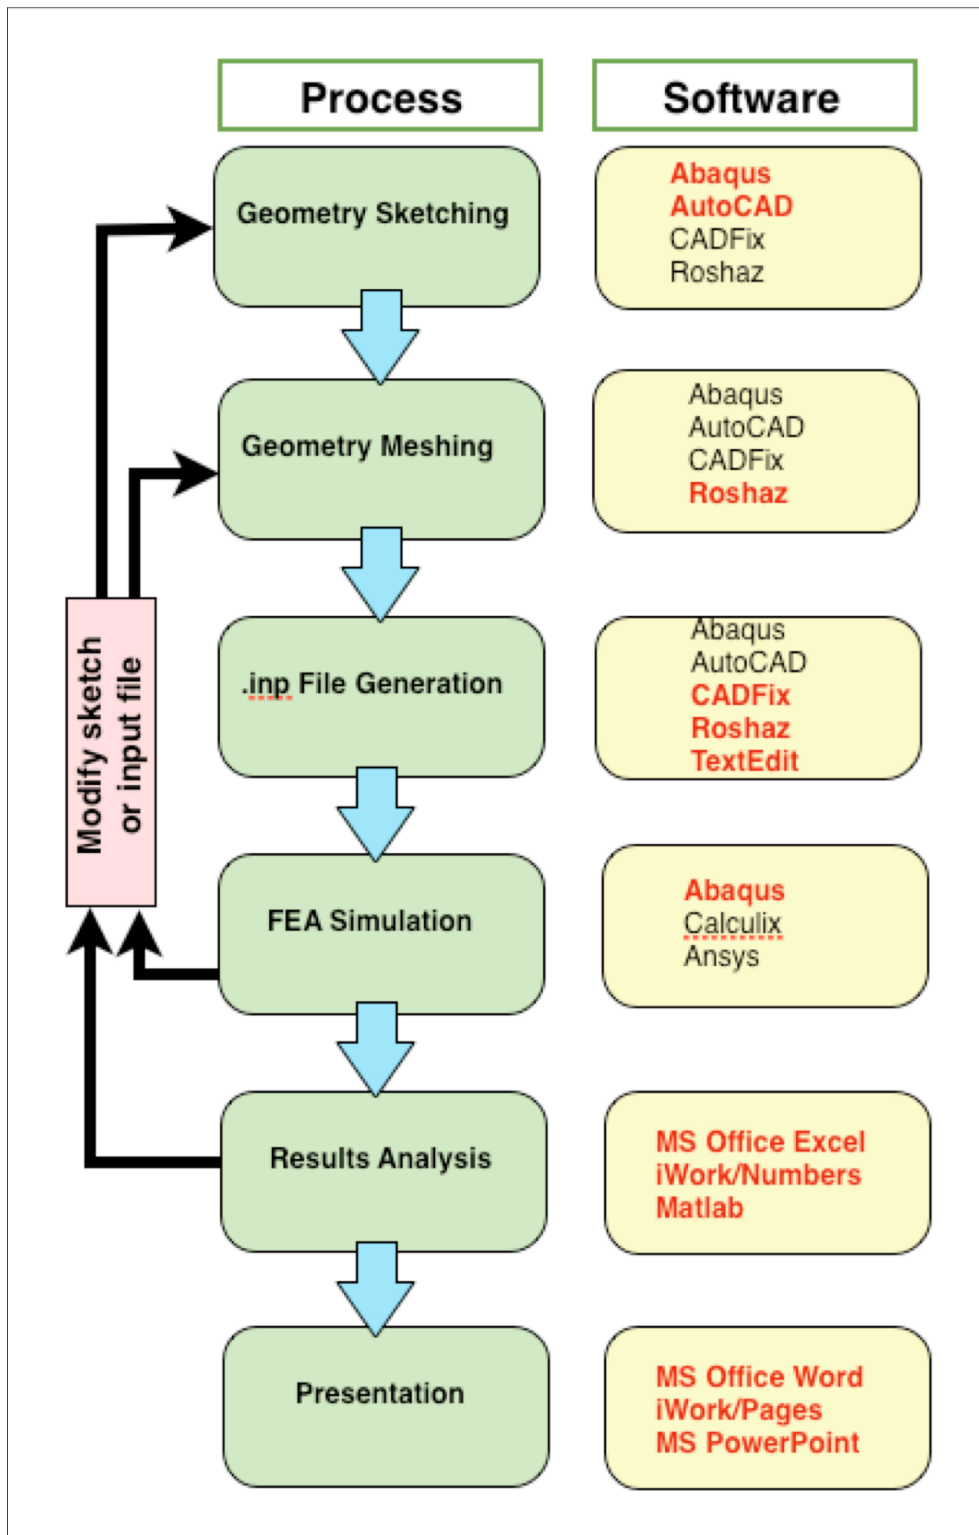 Process
Software
Geometry Sketching
Abaqus
AutoCAD
CADFix
Roshaz
Geometry Meshing
Abaqus
AutoCAD
CADFix
Roshaz
Modify sketch
or input file
.inp File Generation
Abaqus
AutoCAD
CADFix
Roshaz
TextEdit
FEA Simulation
Abaqus
Calculix
Ansys
Results Analysis
MS Office Excel
iWork/Numbers
Matlab
Presentation
MS Office Word
iWork/Pages
MS PowerPoint